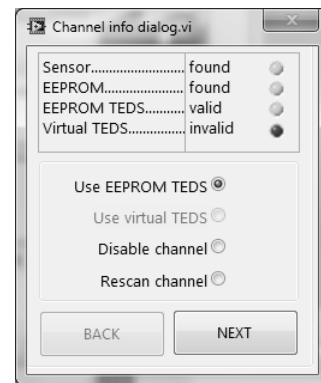 Channel info dialog.vi
Sensor.......................... found
EEPROM...................... found
EEPROM TEDS.......... valid
Virtual TEDS................ invalid
Use EEPROM TEDS
Use virtual TEDS
Disable channel
Rescan channel
BACK NEXT